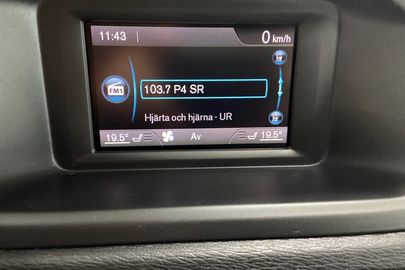 11:43
0 km/h
FM1
103.7 P4 SR
Hjärta och hjärna - UR
19.5° Av 19.5°